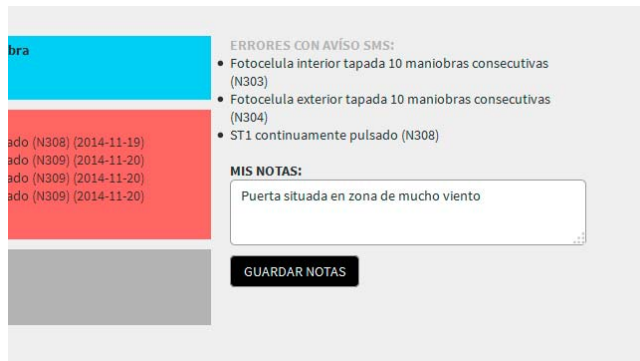 bra
ado (N308) (2014-11-19)
ado (N309) (2014-11-20)
ado (N309) (2014-11-20)
ado (N309) (2014-11-20)
ERRORES CON AVÍSO SMS:
Fotocelula interior tapada 10 maniobras consecutivas
(N303)
Fotocelula exterior tapada 10 maniobras consecutivas
(N304)
ST1 continuamente pulsado (N308)
MIS NOTAS:
Puerta situada en zona de mucho viento
GUARDAR NOTAS